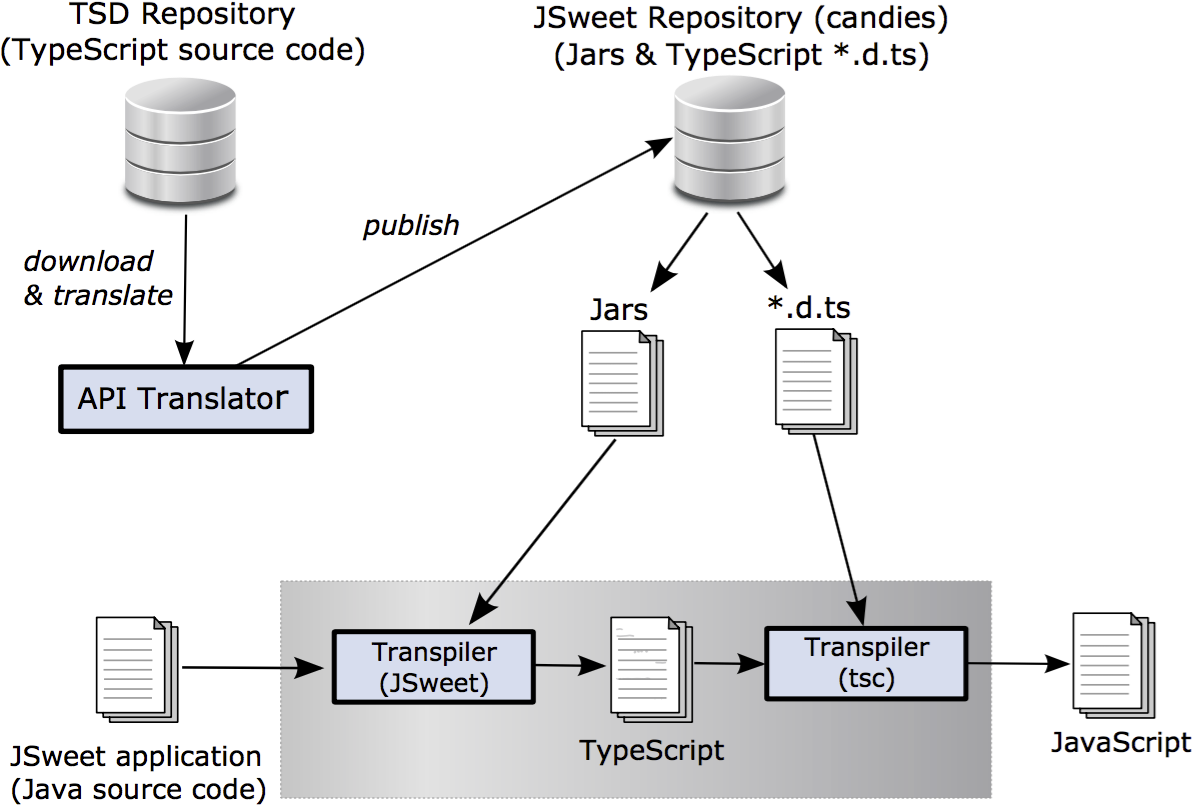 TSD Repository
(TypeScript source code)
JSweet Repository (candies)
(Jars & TypeScript *.d.ts)
publish
download
& translate
Jars
*.d.ts
API Translator
Transpiler
(JSweet)
Transpiler
(tsc)
TypeScript
JavaScript
JSweet application
(Java source code)